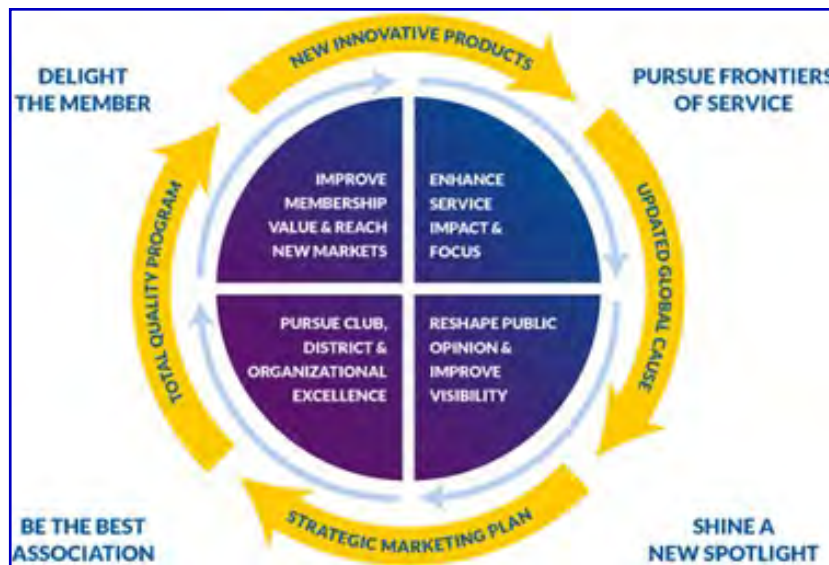 NEW INNOVATIVE PRODUCTS
DELIGHT
THE MEMBER
PURSUE FRONTIERS
OF SERVICE
IMPROVE
MEMBERSHIP
VALUE & REACH
NEW MARKETS
ENHANCE
SERVICE
IMPACT &
FOCUS
TOTAL QUALITY PROGRAM
UPDATED GLOBAL CAUSE
PURSUE CLUB,
DISTRICT &
ORGANIZATIONAL
EXCELLENCE
RESHAPE PUBLIC
OPINION &
IMPROVE
VISIBILITY
STRATEGIC MARKETING PLAN
BE THE BEST
ASSOCIATION
SHINE A
NEW SPOTLIGHT